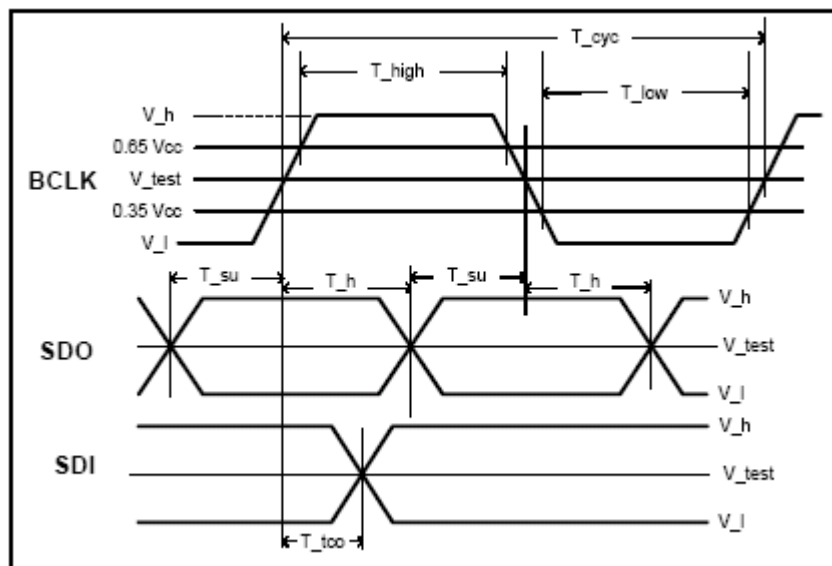 T_cyc
T_high
T_low
V_h
0.65 Vcc
BCLK
V_test
0.35 Vcc
V_l
T_su
T_h
T_su
T_h
V_h
SDO
V_test
V_l
V_h
SDI
V_test
V_l
T_tco